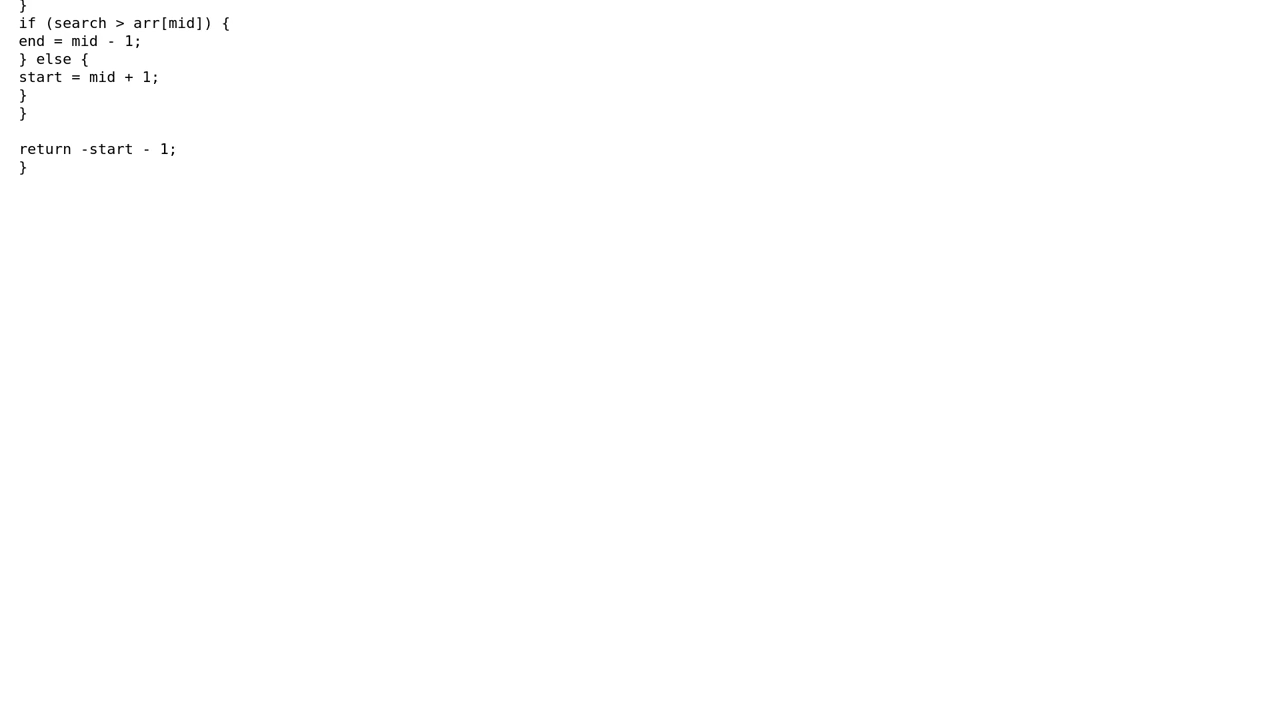 }
if (search > arr[mid]) {
end = mid - 1;
} else {
start = mid + 1;
}
}

return -start - 1;
}